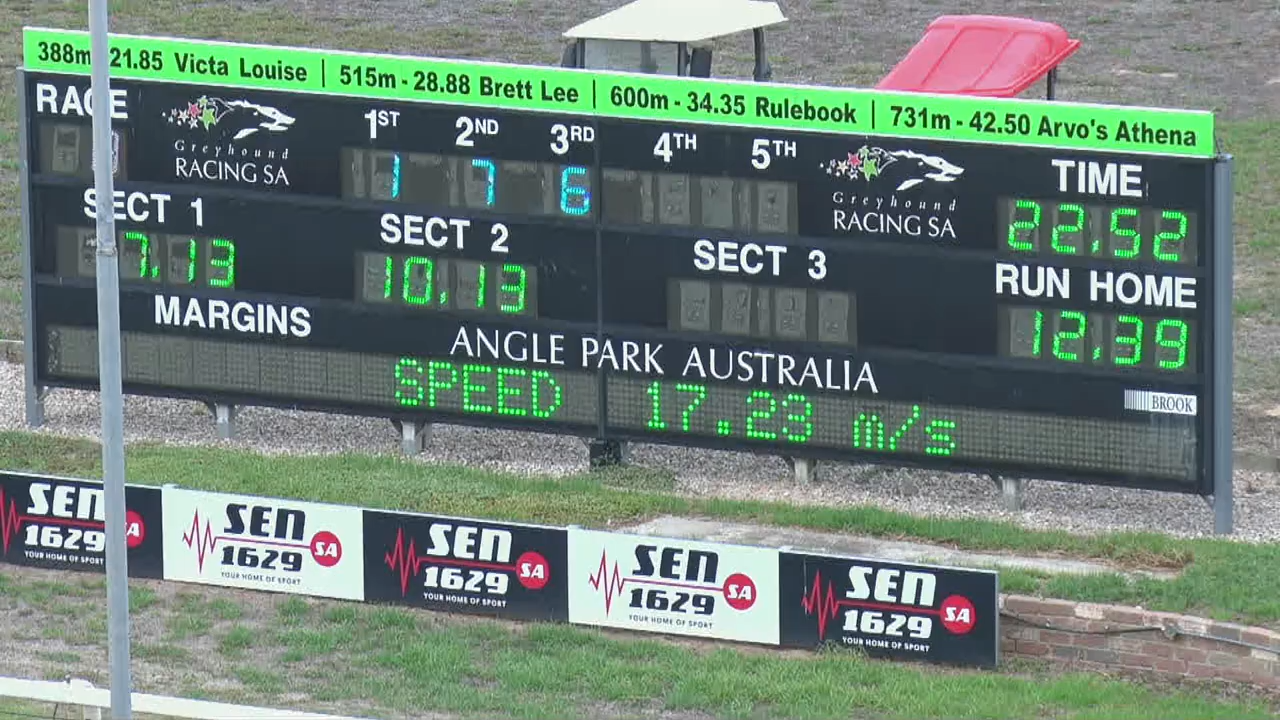 388m 21.85 Victa Louise | 515m - 28.88 Brett Lee | 600m - 34.35 Rulebook | 731m - 42.50 Arvo's Athena
RACE
Greyhound
RACING SA
1ST 2ND 3RD 4TH 5TH
1 7 6
Greyhound
RACING SA
TIME
22.52
SECT 1
7.13
SECT 2
10.13
SECT 3
RUN HOME
12.39
MARGINS
ANGLE PARK AUSTRALIA
SPEED 17.23 m/s
BROOK
SEN
1629 SA
YOUR HOME OF SPORT
SEN
1629 SA
YOUR HOME OF SPORT
SEN
1629 SA
YOUR HOME OF SPORT
SEN
1629 SA
YOUR HOME OF SPORT
SEN
1629 SA
YOUR HOME OF SPORT